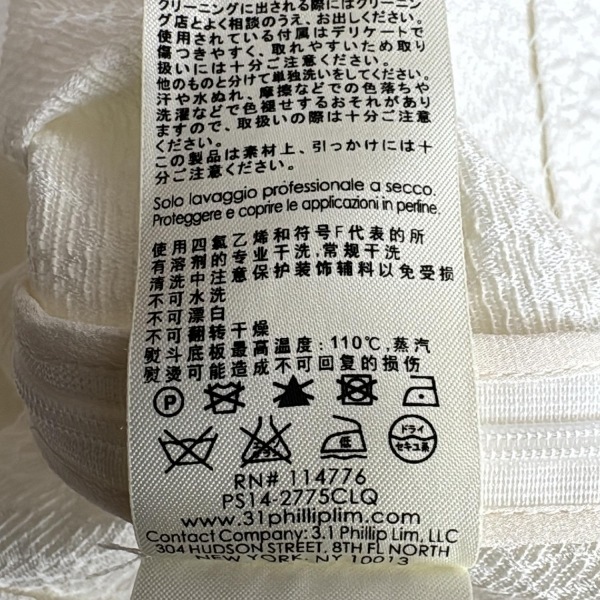 クリーニングに出される際にはクリーニン
グ店とよく相談のうえ、お出しください。
使用されている付属はデリケートで
傷つきやすく、取れやすいため取り
扱いには十分ご注意ください。
他のものと分けて単独洗いをしてください。
汗や水ぬれ、摩擦などでの色落ちや
洗濯などで色褪せするおそれがあり
ますので、取扱いの際は十分ご注意
ください。
この製品は素材上、引っかけには十
分ご注意ください。
Solo lavaggio professionale a secco.
Proteggere e coprire le applicazioni in perline.
使用四氯乙烯和符号F代表的所
有溶剂的专业干洗,常规干洗
清洗中注意保护装饰辅料以免受损
不可水洗
不可漂白
不可翻转干燥
熨斗底板最高温度:110℃,蒸汽
熨烫可能造成不可回复的损伤
P
低
ドライ
セキユ系
RN# 114776
PS14-2775CLQ
www.31philliplim.com
Contact Company: 3.1 Phillip Lim, LLC
304 HUDSON STREET, 8TH FL NORTH
NEW YORK, NY 10013